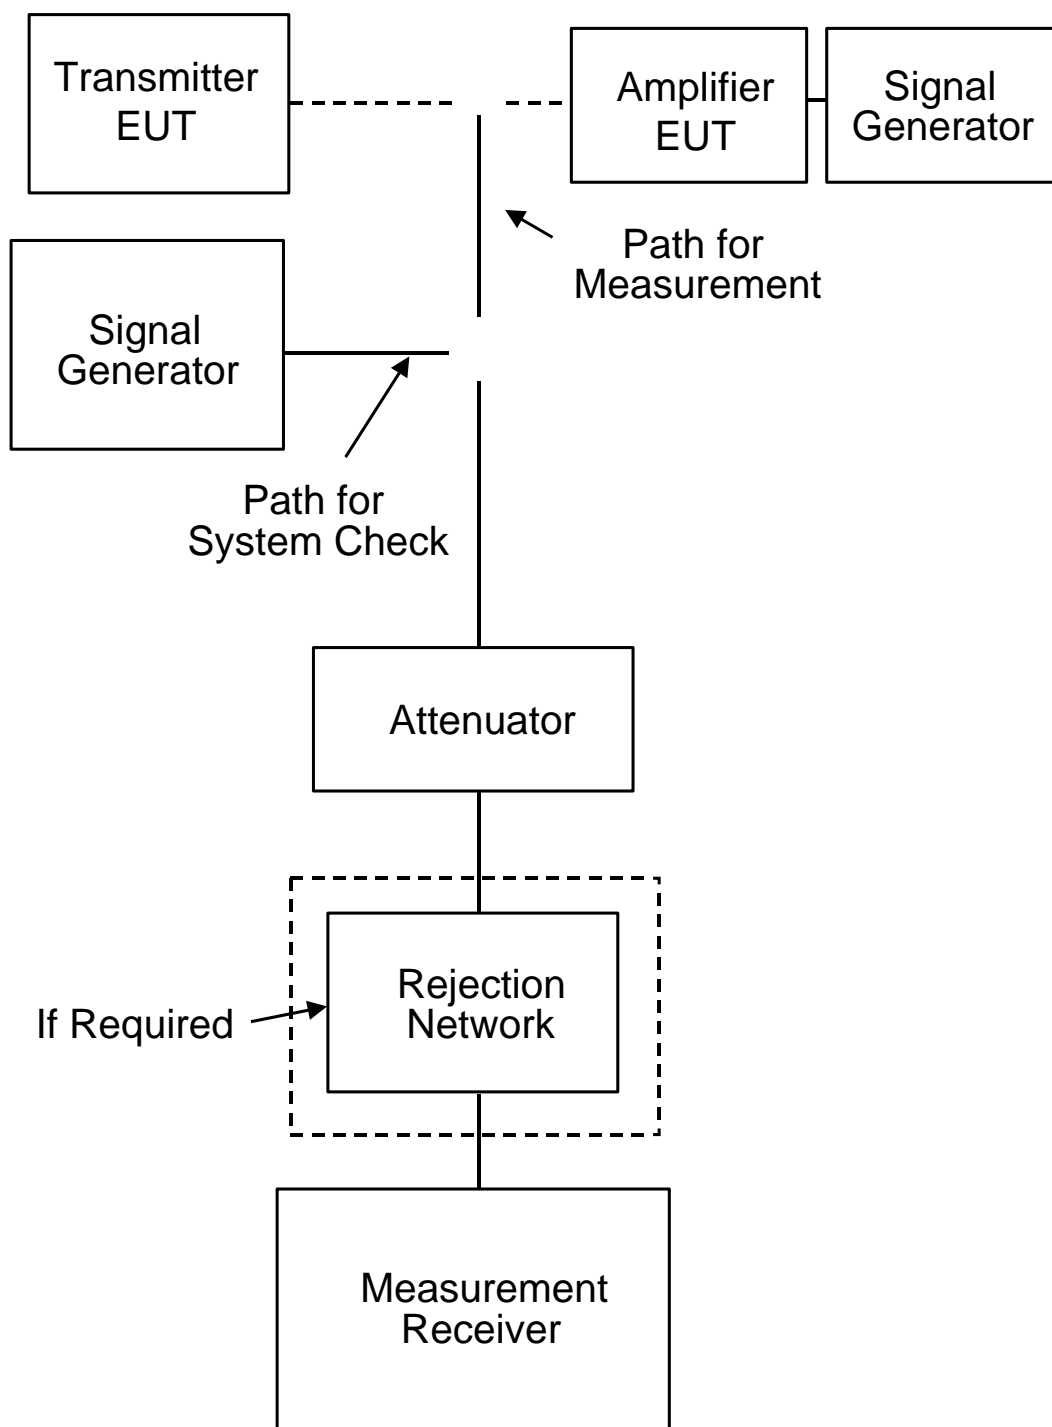 Transmitter
EUT
Amplifier
EUT
Signal
Generator
Path for
Measurement
Signal
Generator
Path for
System Check
Attenuator
Rejection
Network
If Required
Measurement
Receiver